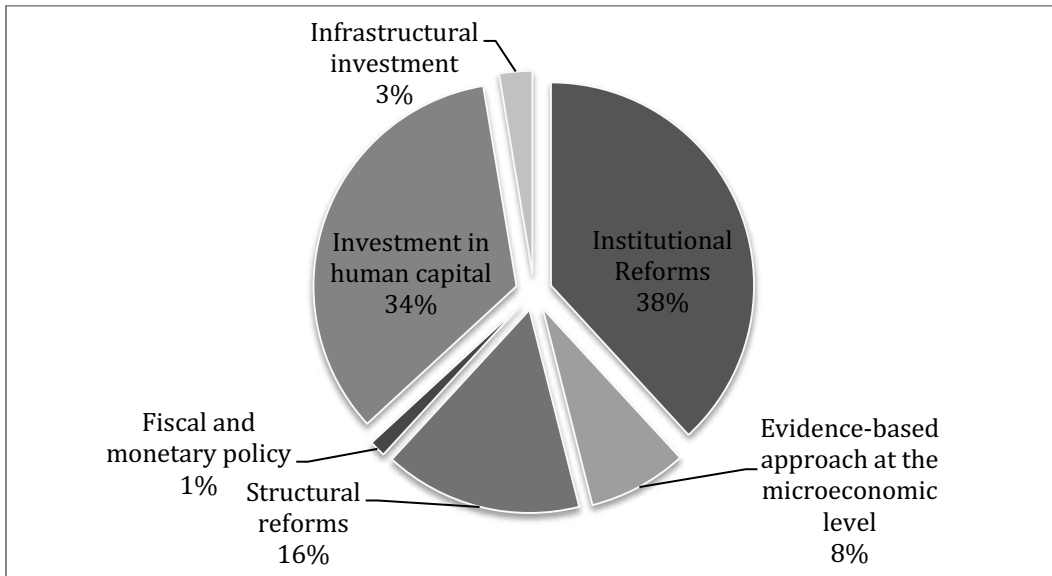 Infrastructural
investment
3%
Investment in
human capital
34%
Institutional
Reforms
38%
Fiscal and
monetary policy
1%
Structural
reforms
16%
Evidence-based
approach at the
microeconomic
level
8%